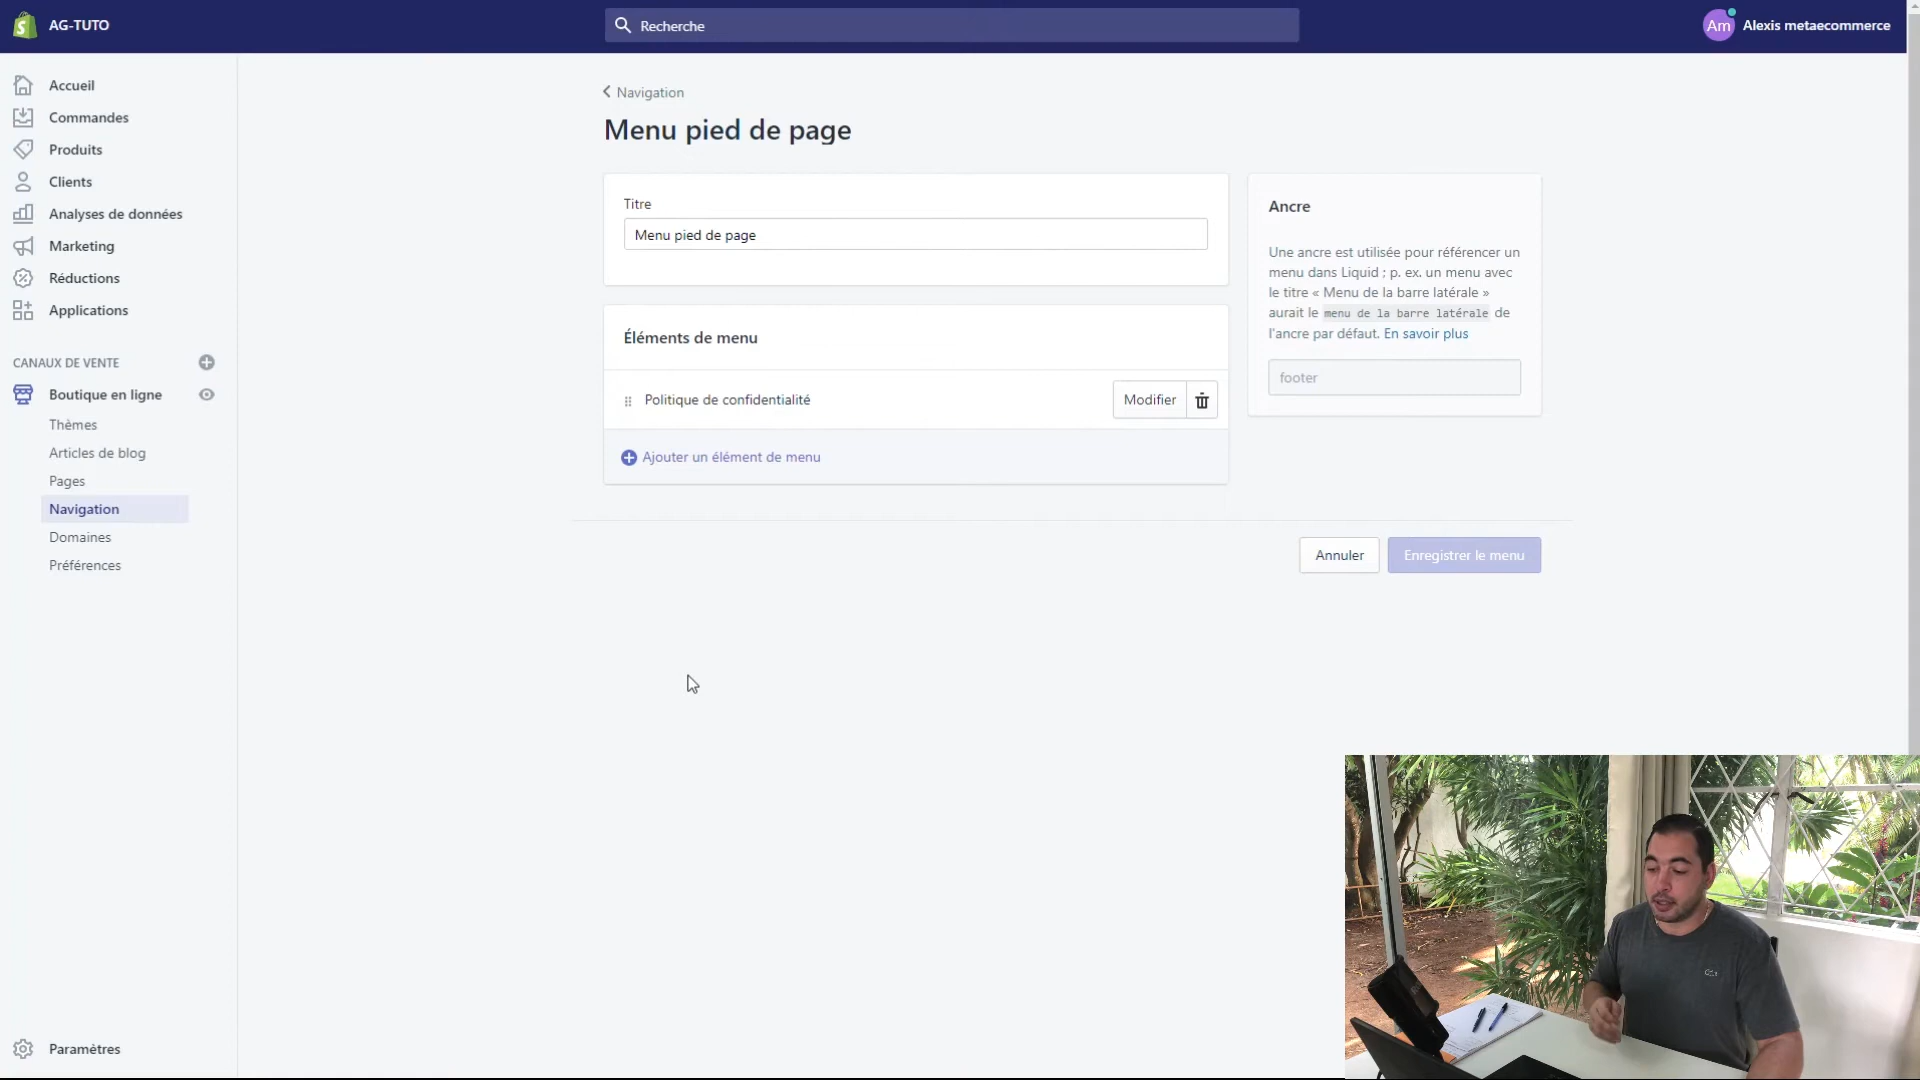 AG-TUTO
Recherche
Am
Alexis metaecommerce
Accueil
Commandes
Produits
Clients
Analyses de données
Marketing
Réductions
Applications
CANAUX DE VENTE
Boutique en ligne
Thèmes
Articles de blog
Pages
Navigation
Domaines
Préférences
Paramètres
Navigation
Menu pied de page
Titre
Menu pied de page
Éléments de menu
Politique de confidentialité
Modifier
Ajouter un élément de menu
Ancre
Une ancre est utilisée pour référencer un
menu dans Liquid ; p. ex. un menu avec
le titre « Menu de la barre latérale »
aurait le menu de la barre latérale de
l'ancre par défaut. En savoir plus
footer
Annuler
Enregistrer le menu